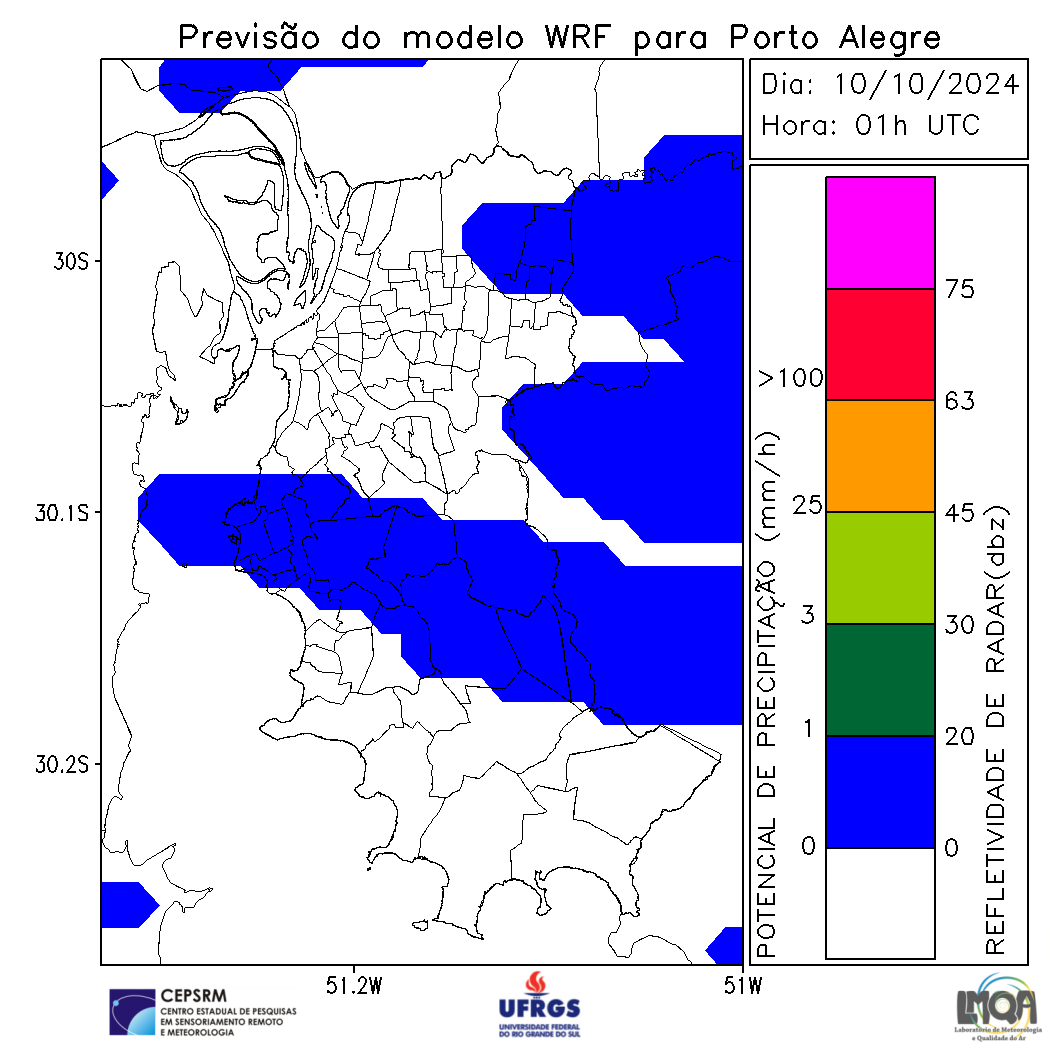 Previsão do modelo WRF para Porto Alegre
Dia: 10/10/2024
Hora: 01h UTC
30S
30.1S
30.2S
51.2W
51W
>100
25
3
1
0
75
63
45
30
20
0
POTENCIAL DE PRECIPITAÇÃO (mm/h)
REFLETIVIDADE DE RADAR(dbz)
CEPSRM
CENTRO ESTADUAL DE PESQUISAS
EM SENSORIAMENTO REMOTO
E METEOROLOGIA
UFRGS
UNIVERSIDADE FEDERAL
DO RIO GRANDE DO SUL
LMQA
Laboratório de Meteorologia
e Qualidade do Ar